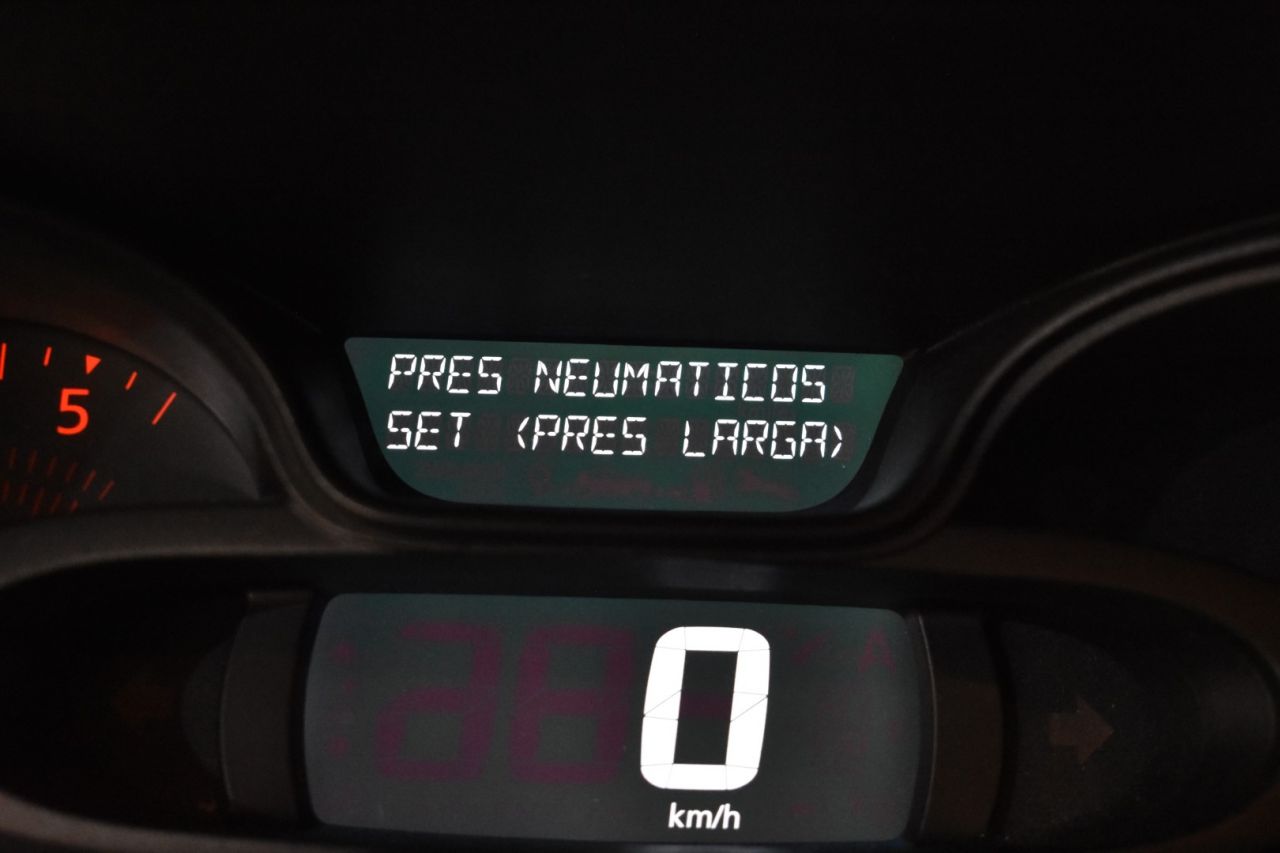 PRES NEUMATICOS
SET (PRES LARGA)
5
0
km/h